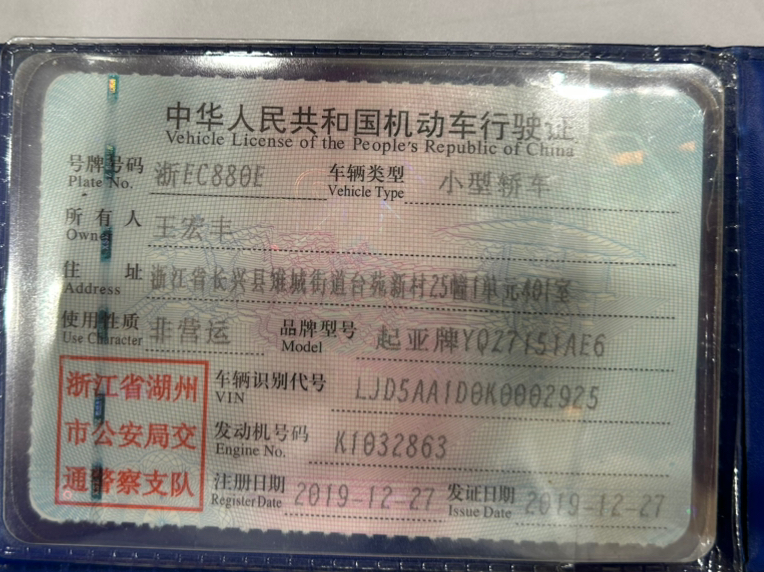 中华人民共和国机动车行驶证
Vehicle License of the People's Republic of China
号牌号码 浙EC880E 车辆类型 小型轿车
Plate No. Vehicle Type
所有人 王宏丰
Owner
住址 浙江省长兴县雉城街道台苑新村25幢1单元401室
Address
使用性质 非营运 品牌型号 起亚牌YQZ7151AE6
Use Character Model
浙江省湖州 车辆识别代号 LJD5AA1D0K0002925
VIN
市公安局交 发动机号码 K1032863
Engine No.
通警察支队 注册日期 2019-12-27 发证日期 2019-12-27
Register Date Issue Date